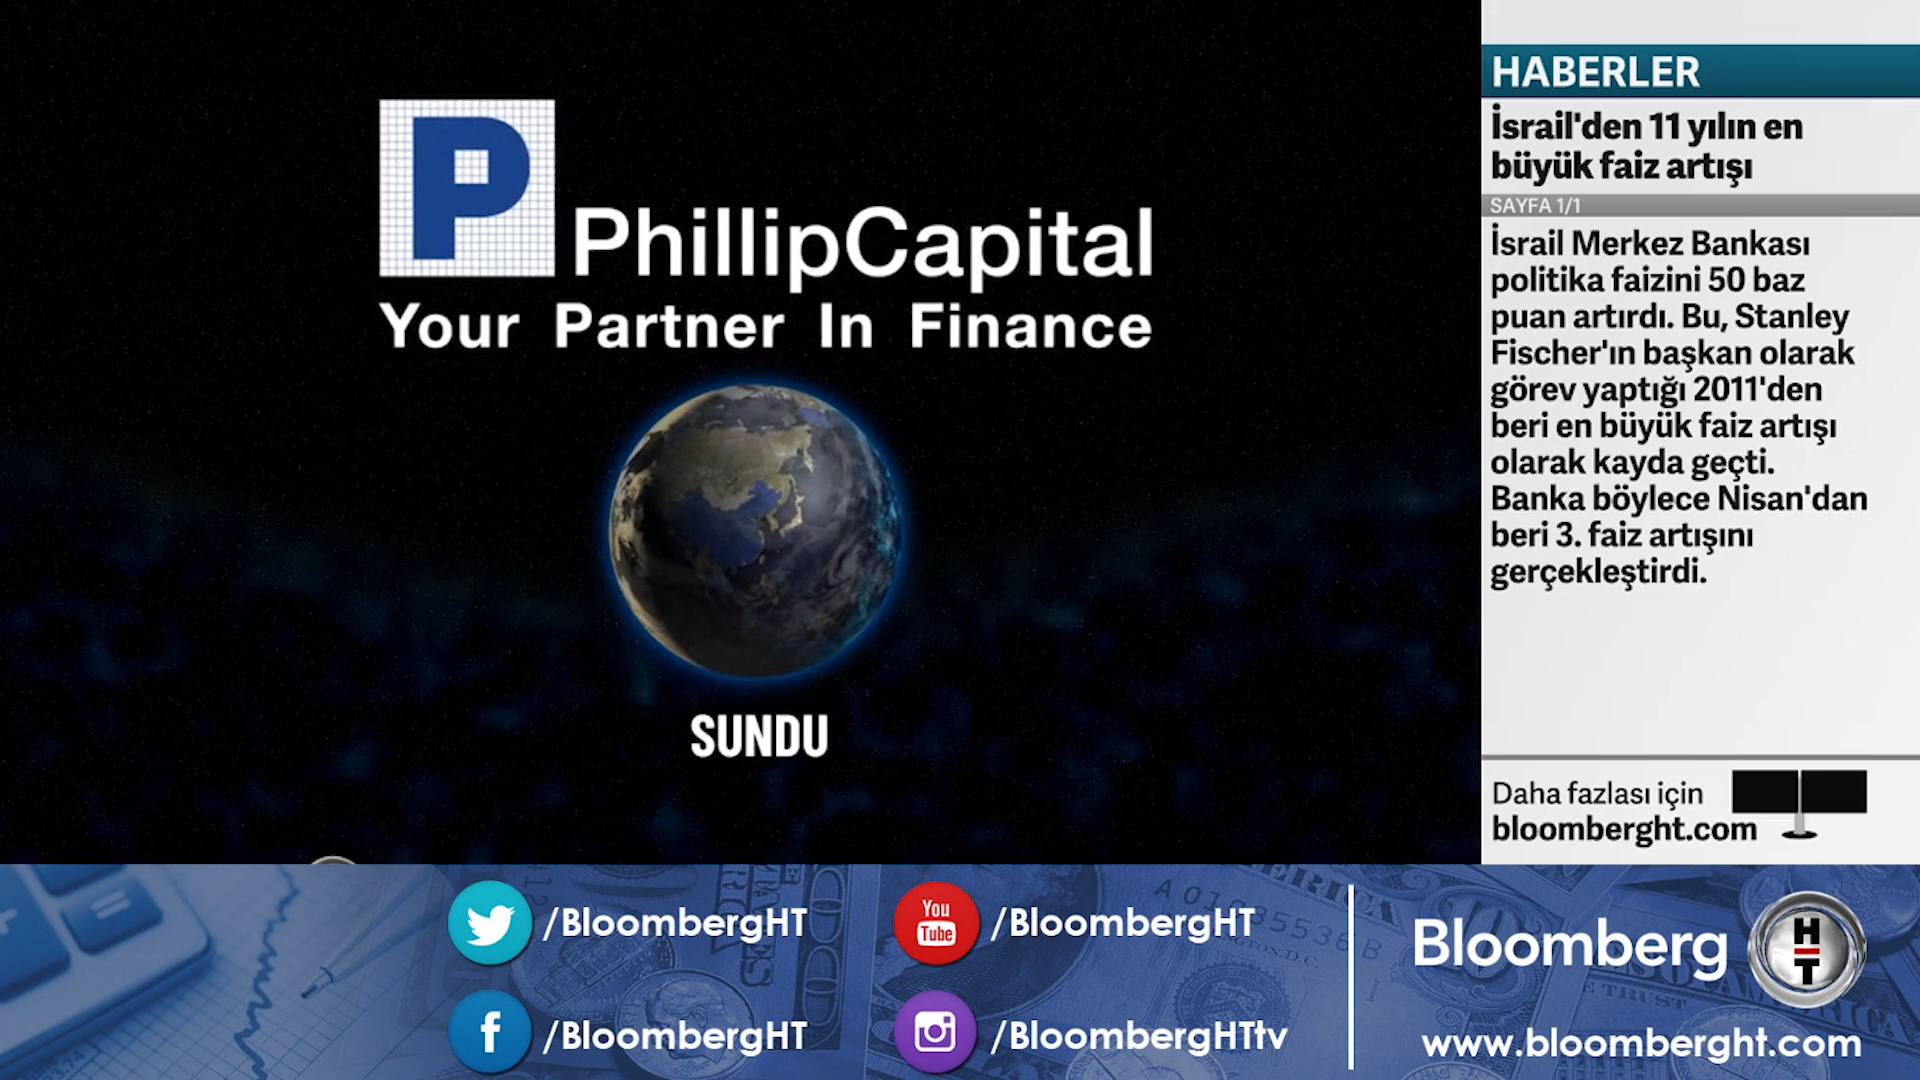 P
PhillipCapital
Your Partner In Finance
SUNDU
HABERLER
İsrail'den 11 yılın en
büyük faiz artışı
SAYFA 1/1
İsrail Merkez Bankası
politika faizini 50 baz
puan artırdı. Bu, Stanley
Fischer'ın başkan olarak
görev yaptığı 2011'den
beri en büyük faiz artışı
olarak kayda geçti.
Banka böylece Nisan'dan
beri 3. faiz artışını
gerçekleştirdi.
Daha fazlası için
bloomberght.com
/BloombergHT
You
Tube
/BloombergHT
f
/BloombergHT
/BloombergHTtv
Bloomberg HT
www.bloomberght.com